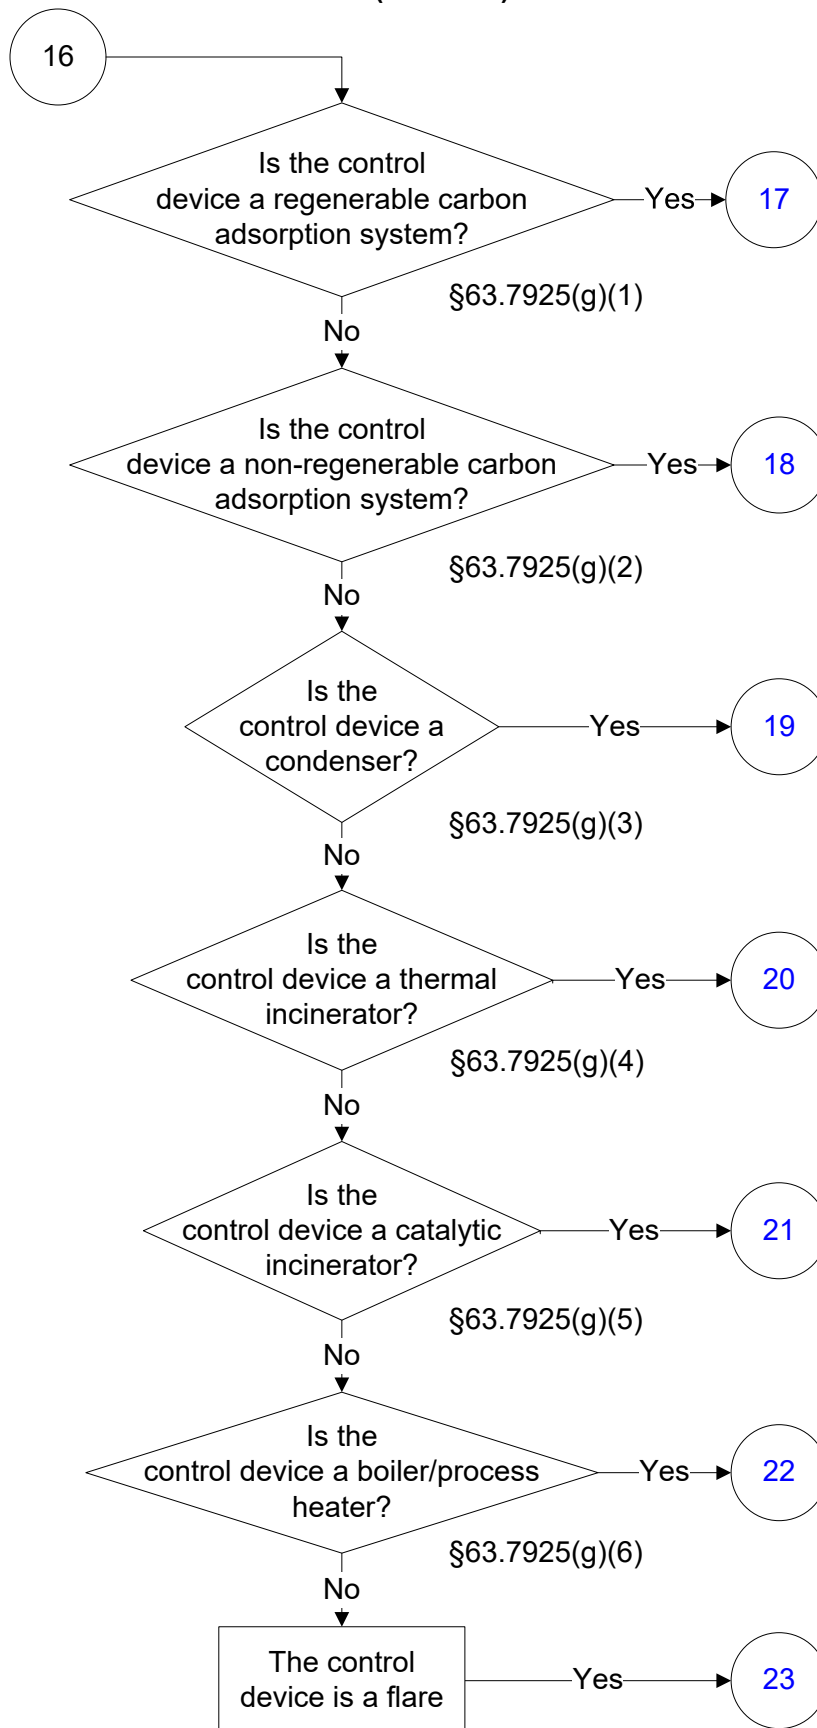 16
Is the control
device a regenerable carbon
adsorption system?
Yes
17
§63.7925(g)(1)
No
Is the control
device a non-regenerable carbon
adsorption system?
Yes
18
§63.7925(g)(2)
No
Is the
control device a
condenser?
Yes
19
§63.7925(g)(3)
No
Is the
control device a thermal
incinerator?
Yes
20
§63.7925(g)(4)
No
Is the
control device a catalytic
incinerator?
Yes
21
§63.7925(g)(5)
No
Is the
control device a boiler/process
heater?
Yes
22
§63.7925(g)(6)
No
The control
device is a flare
Yes
23